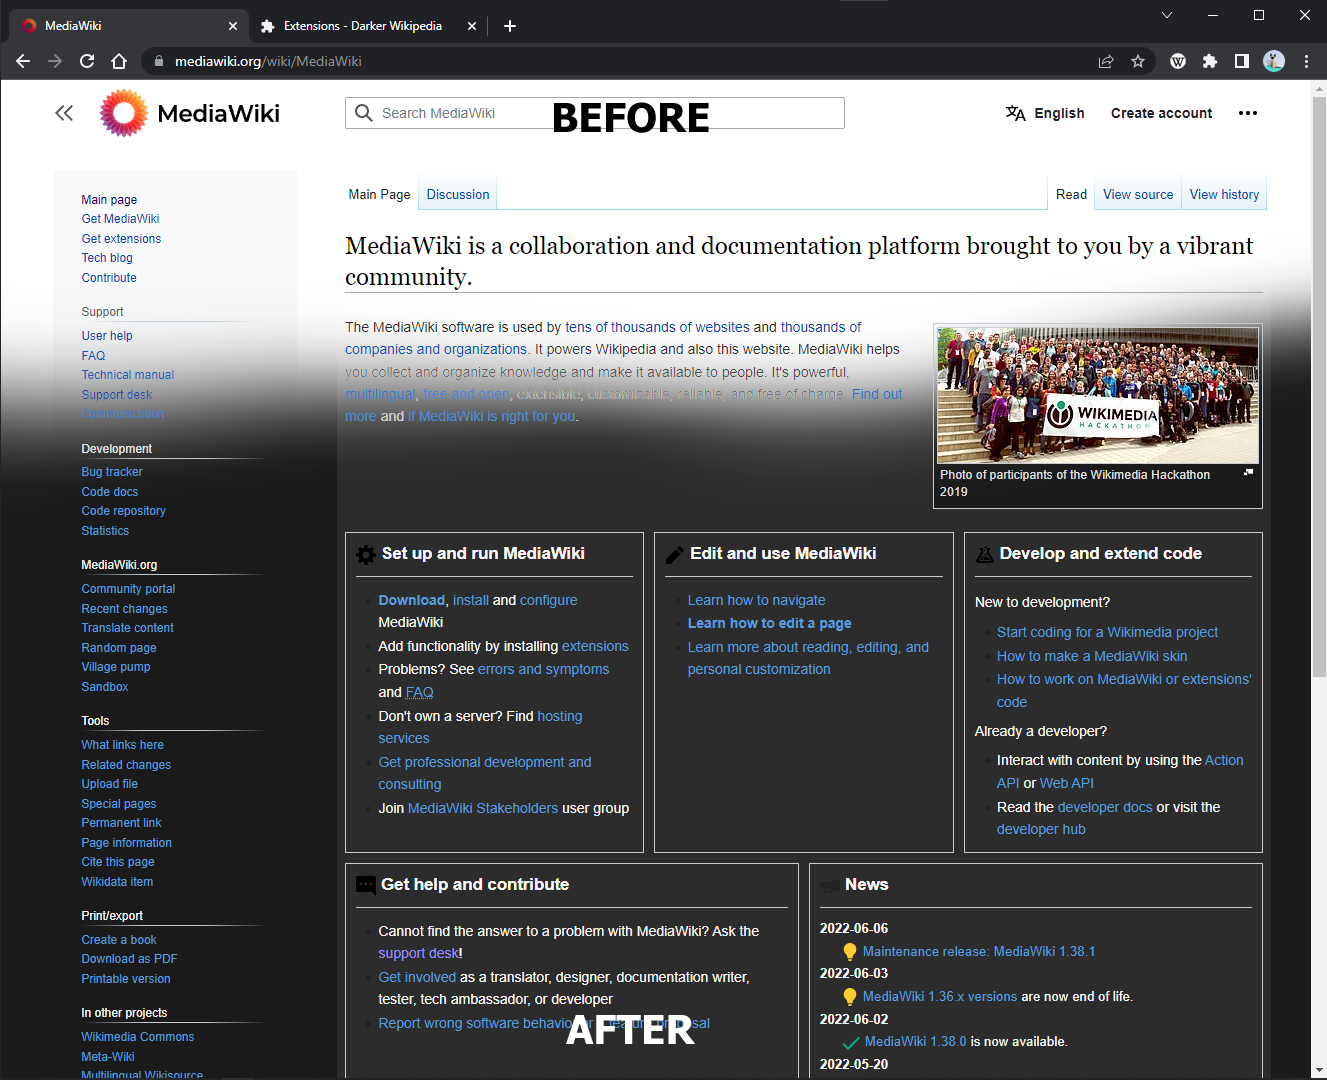 MediaWiki
Extensions - Darker Wikipedia
mediawiki.org/wiki/MediaWiki
MediaWiki
Search MediaWiki
BEFORE
English
Create account
Main page
Get MediaWiki
Get extensions
Tech blog
Contribute
Support
User help
FAQ
Technical manual
Support desk
Communication
Development
Bug tracker
Code docs
Code repository
Statistics
MediaWiki.org
Community portal
Recent changes
Translate content
Random page
Village pump
Sandbox
Tools
What links here
Related changes
Upload file
Special pages
Permanent link
Page information
Cite this page
Wikidata item
Print/export
Create a book
Download as PDF
Printable version
In other projects
Wikimedia Commons
Meta-Wiki
Multilingual Wikisource
Main Page
Discussion
Read
View source
View history
MediaWiki is a collaboration and documentation platform brought to you by a vibrant
community.
The MediaWiki software is used by tens of thousands of websites and thousands of
companies and organizations. It powers Wikipedia and also this website. MediaWiki helps
you collect and organize knowledge and make it available to people. It's powerful,
multilingual, free and open, extensible, customizable, reliable, and free of charge. Find out
more and if MediaWiki is right for you.
WIKIMEDIA
HACKATHON
Photo of participants of the Wikimedia Hackathon
2019
Set up and run MediaWiki
Download, install and configure
MediaWiki
Add functionality by installing extensions
Problems? See errors and symptoms
and FAQ
Don't own a server? Find hosting
services
Get professional development and
consulting
Join MediaWiki Stakeholders user group
Edit and use MediaWiki
Learn how to navigate
Learn how to edit a page
Learn more about reading, editing, and
personal customization
Develop and extend code
New to development?
Start coding for a Wikimedia project
How to make a MediaWiki skin
How to work on MediaWiki or extensions'
code
Already a developer?
Interact with content by using the Action
API or Web API
Read the developer docs or visit the
developer hub
Get help and contribute
Cannot find the answer to a problem with MediaWiki? Ask the
support desk!
Get involved as a translator, designer, documentation writer,
tester, tech ambassador, or developer
Report wrong software behavior
AFTER
News
2022-06-06
Maintenance release: MediaWiki 1.38.1
2022-06-03
MediaWiki 1.36.x versions are now end of life.
2022-06-02
MediaWiki 1.38.0 is now available.
2022-05-20